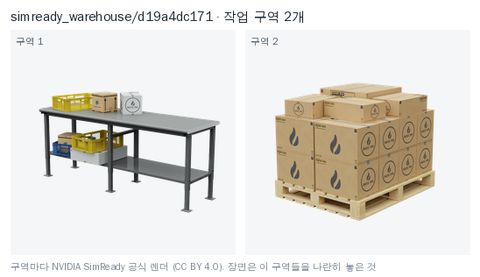 simready_warehouse/d19a4dc171 · 작업 구역 2개
구역 1
구역 2
구역마다 NVIDIA SimReady 공식 렌더 (CC BY 4.0). 장면은 이 구역들을 나란히 놓은 것